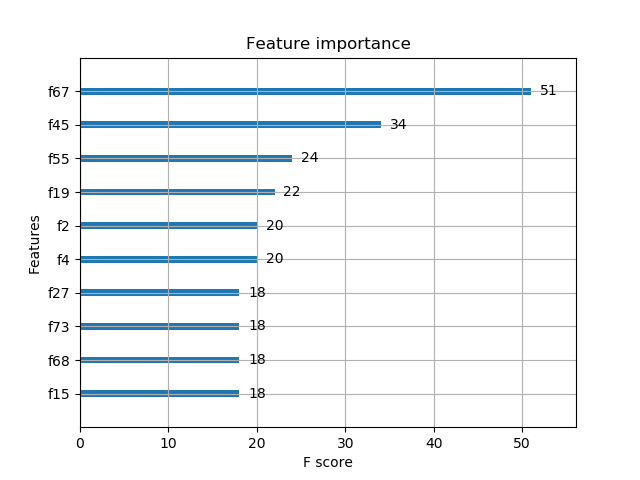 Feature importance
f67 51
f45 34
f55 24
f19 22
f2 20
f4 20
f27 18
f73 18
f68 18
f15 18
Features
0 10 20 30 40 50
F score